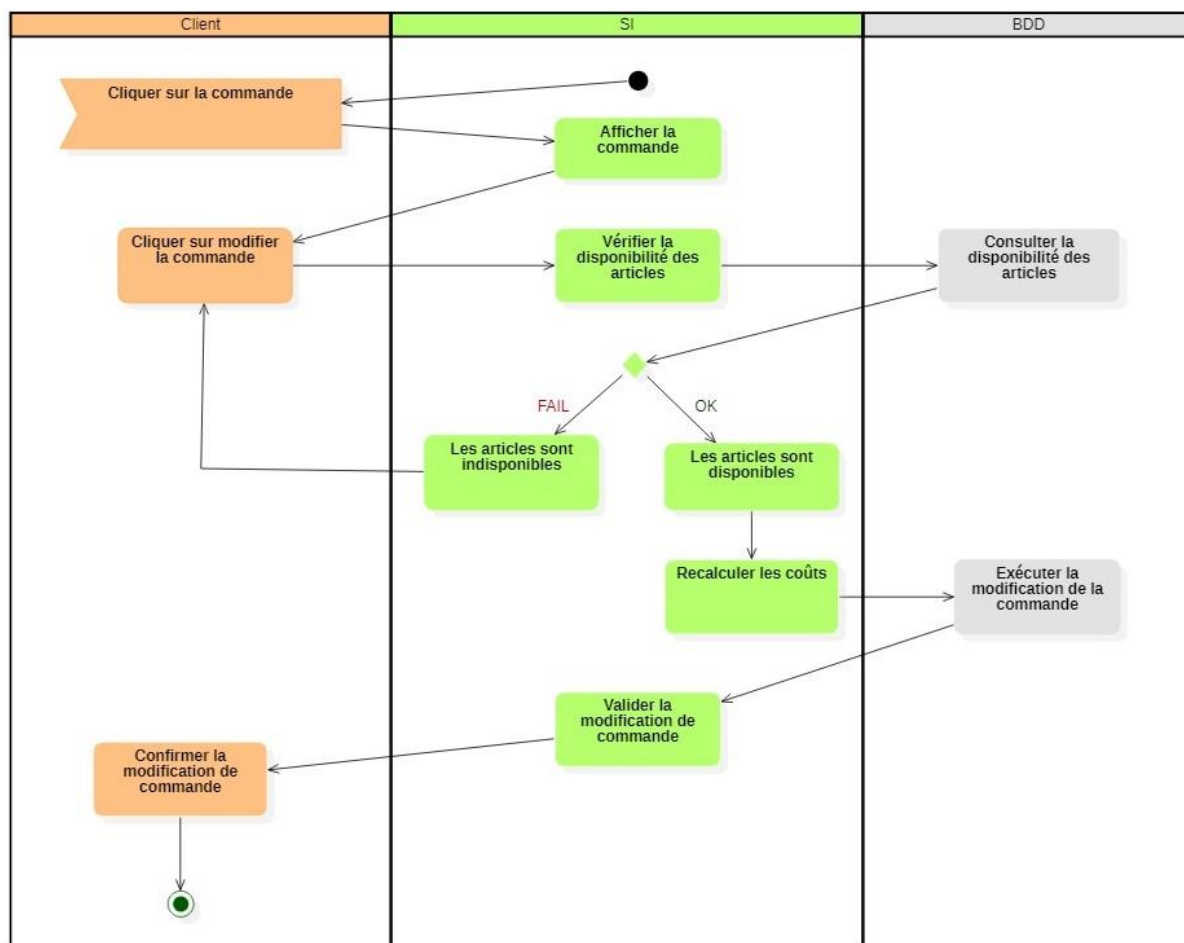 Client
SI
BDD
Cliquer sur la commande
Afficher la
commande
Cliquer sur modifier
la commande
Vérifier la
disponibilité des
articles
Consulter la
disponibilité des
articles
FAIL
OK
Les articles sont
indisponibles
Les articles sont
disponibles
Recalculer les coûts
Exécuter la
modification de la
commande
Valider la
modification de
commande
Confirmer la
modification de
commande